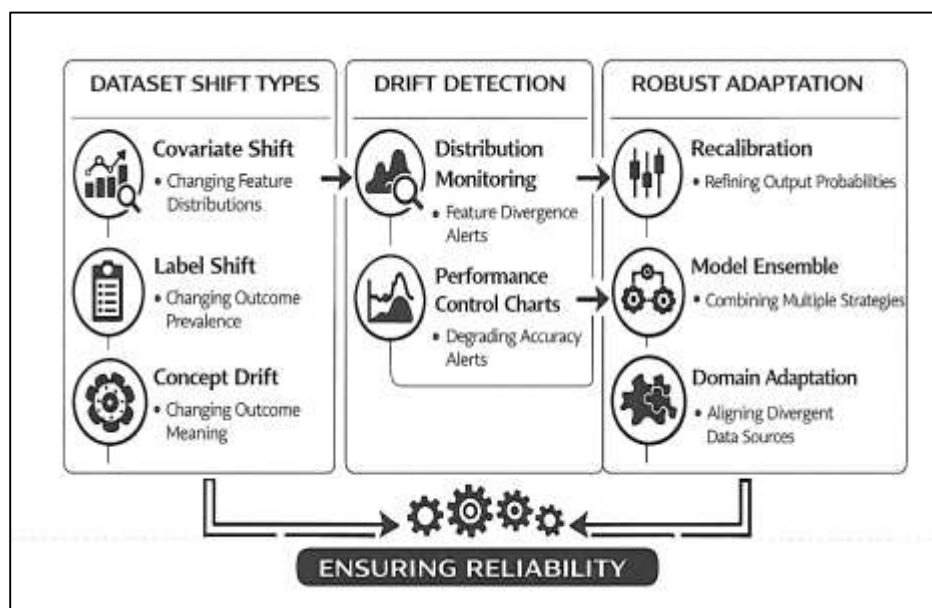 DATASET SHIFT TYPES
Covariate Shift
• Changing Feature
Distributions
Label Shift
• Changing Outcome
Prevalence
Concept Drift
• Changing Outcome
Meaning
DRIFT DETECTION
Distribution
Monitoring
• Feature Divergence
Alerts
Performance
Control Charts
• Degrading Accuracy
Alerts
ROBUST ADAPTATION
Recalibration
• Refining Output Probabilities
Model Ensemble
• Combining Multiple Strategies
Domain Adaptation
• Aligning Divergent
Data Sources
ENSURING RELIABILITY